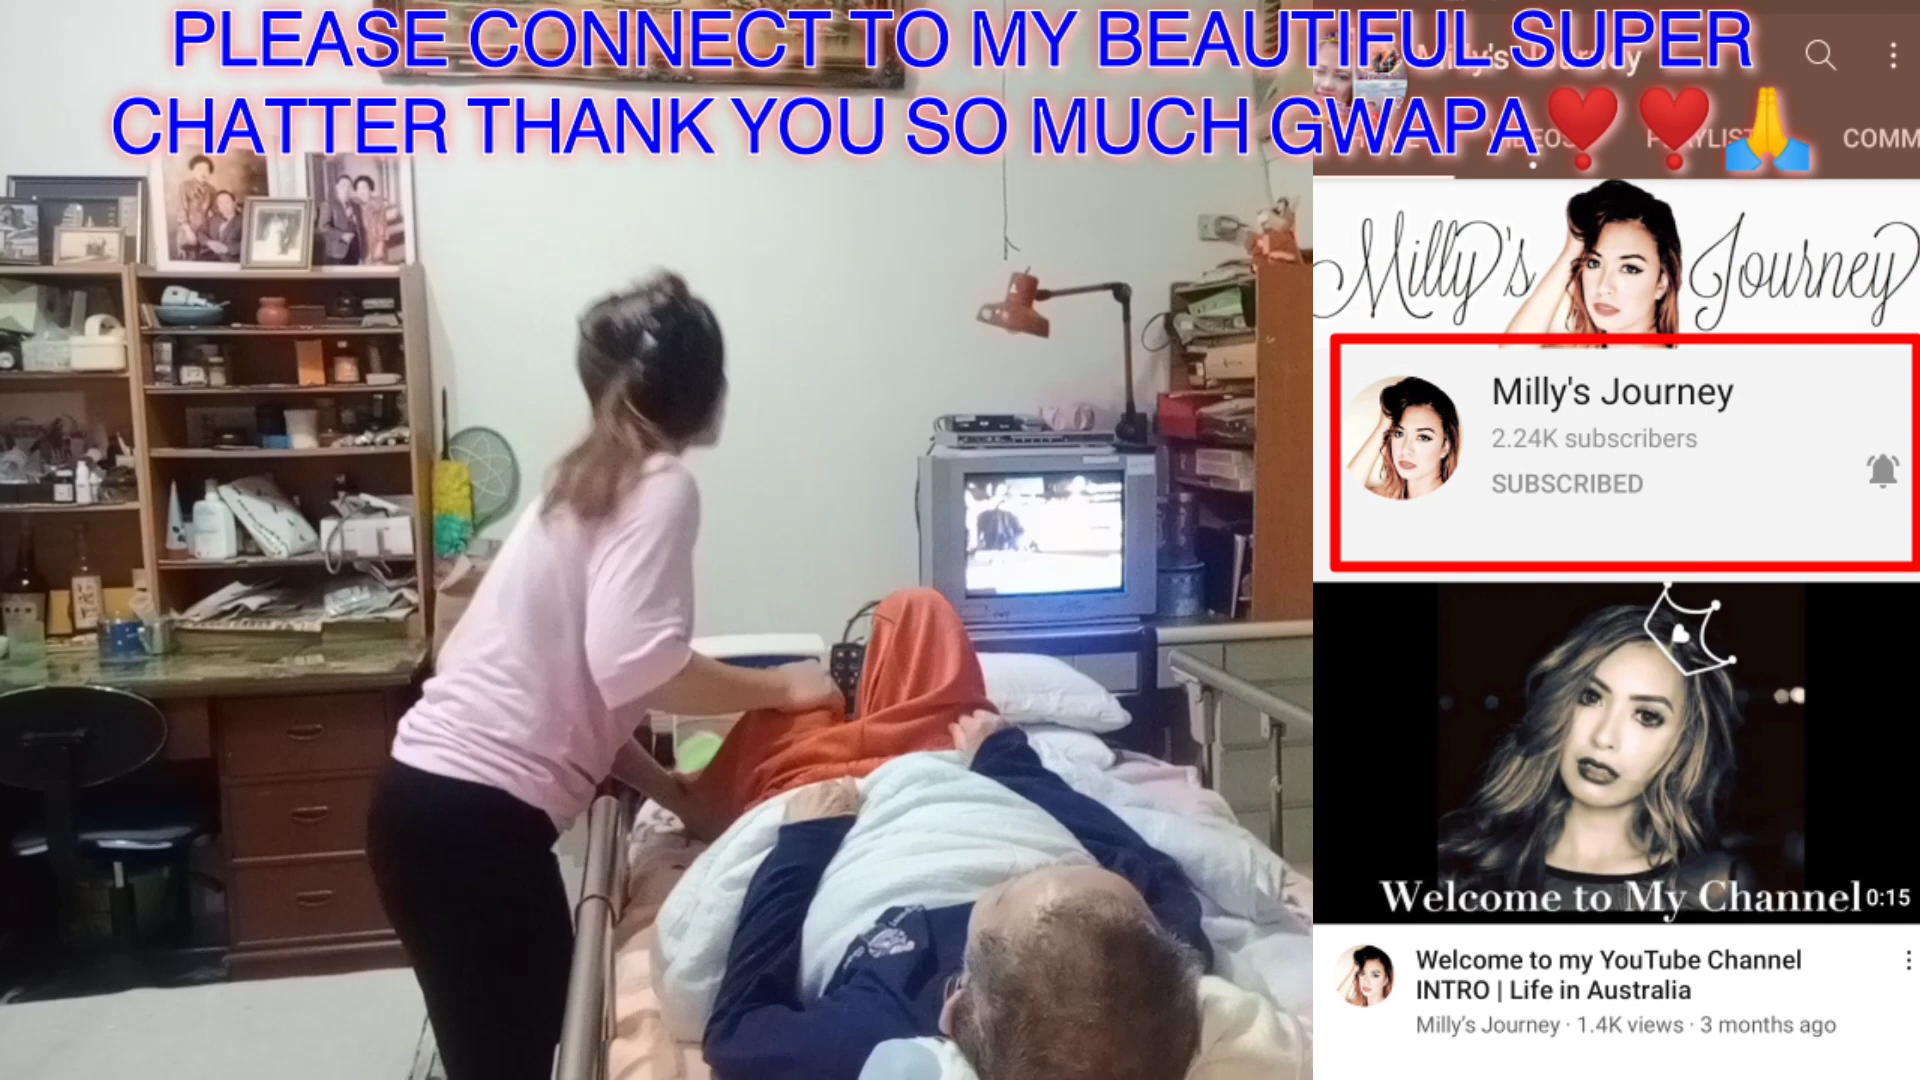 PLEASE CONNECT TO MY BEAUTIFUL SUPER
CHATTER THANK YOU SO MUCH GWAPA❣️❣️🙏
Milly's Journey
COMM
Milly's Journey
Milly's Journey
2.24K subscribers
SUBSCRIBED
Welcome to My Channel
0:15
Welcome to my YouTube Channel
INTRO | Life in Australia
Milly's Journey · 1.4K views · 3 months ago